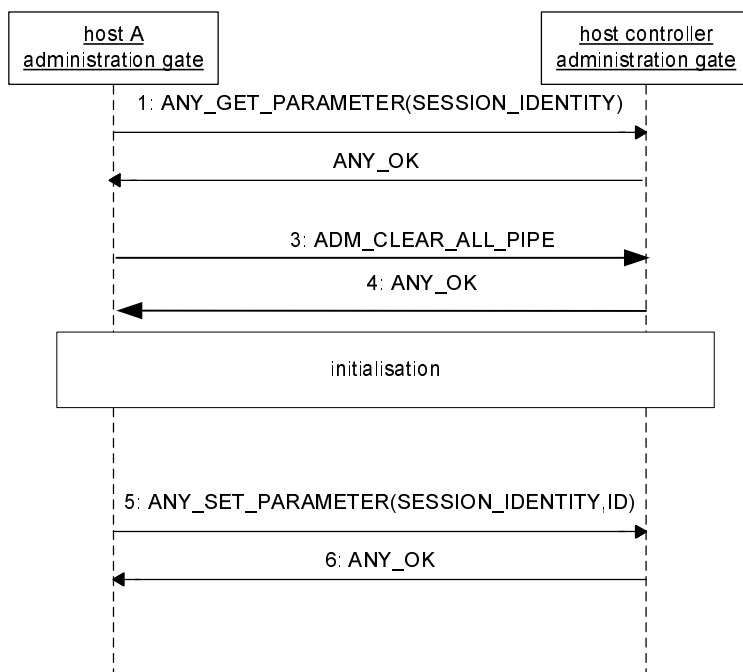 host A
administration gate
host controller
administration gate
1: ANY_GET_PARAMETER(SESSION_IDENTITY)
ANY_OK
3: ADM_CLEAR_ALL_PIPE
4: ANY_OK
initialisation
5: ANY_SET_PARAMETER(SESSION_IDENTITY,ID)
6: ANY_OK